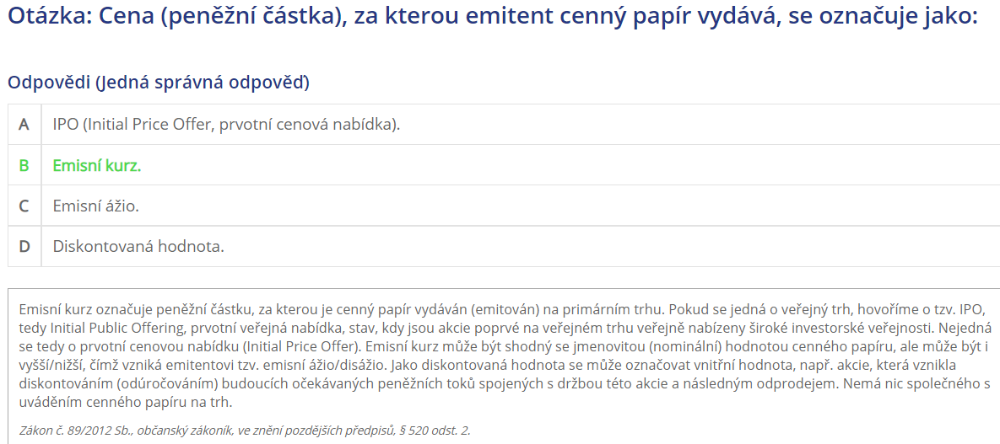 Otázka: Cena (peněžní částka), za kterou emitent cenný papír vydává, se označuje jako:
Odpovědi (Jedná správná odpověď)
A IPO (Initial Price Offer, prvotní cenová nabídka).
B Emisní kurz.
C Emisní ážio.
D Diskontovaná hodnota.
Emisní kurz označuje peněžní částku, za kterou je cenný papír vydáván (emitován) na primárním trhu. Pokud se jedná o veřejný trh, hovoříme o tzv. IPO,
tedy Initial Public Offering, prvotní veřejná nabídka, stav, kdy jsou akcie poprvé na veřejném trhu veřejně nabízeny široké investorské veřejnosti. Nejedná
se tedy o prvotní cenovou nabídku (Initial Price Offer). Emisní kurz může být shodný se jmenovitou (nominální) hodnotou cenného papíru, ale může být i
vyšší/nižší, čímž vzniká emitentovi tzv. emisní ážio/disážio. Jako diskontovaná hodnota se může označovat vnitřní hodnota, např. akcie, která vznikla
diskontováním (odúročováním) budoucích očekávaných peněžních toků spojených s držbou této akcie a následným odprodejem. Nemá nic společného s
uváděním cenného papíru na trh.
Zákon č. 89/2012 Sb., občanský zákoník, ve znění pozdějších předpisů, § 520 odst. 2.